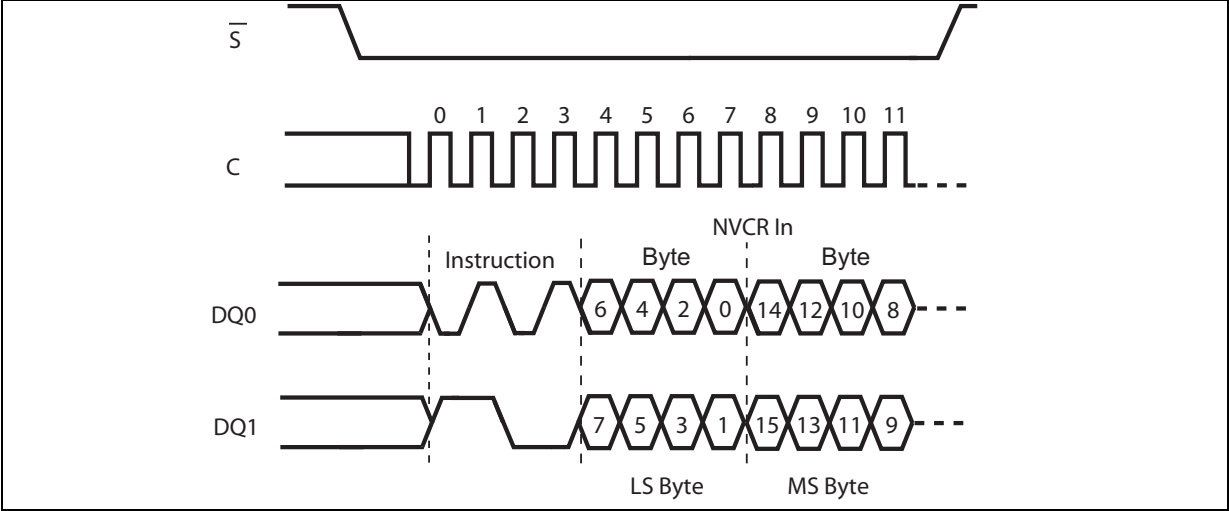 S
0 1 2 3 4 5 6 7 8 9 10 11
C
NVCR In
Instruction Byte Byte
DQ0 6 4 2 0 14 12 10 8
DQ1 7 5 3 1 15 13 11 9
LS Byte MS Byte